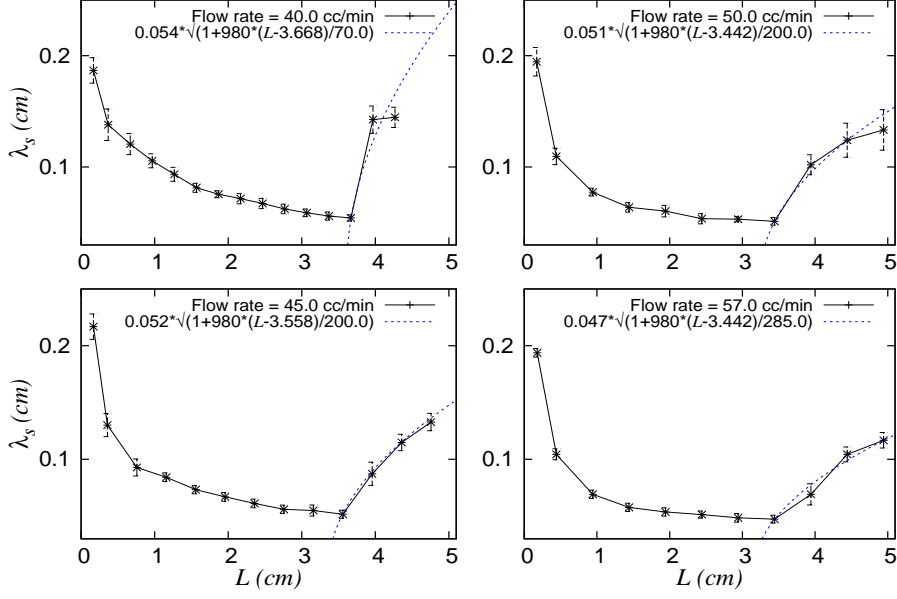 Flow rate = 40.0 cc/min
0.054*√(1+980*(L-3.668)/70.0)
0.2
0.1
λs (cm)
0 1 2 3 4 5
Flow rate = 50.0 cc/min
0.051*√(1+980*(L-3.442)/200.0)
0.2
0.1
0 1 2 3 4 5
Flow rate = 45.0 cc/min
0.052*√(1+980*(L-3.558)/200.0)
0.2
0.1
λs (cm)
0 1 2 3 4 5
L (cm)
Flow rate = 57.0 cc/min
0.047*√(1+980*(L-3.442)/285.0)
0.2
0.1
0 1 2 3 4 5
L (cm)